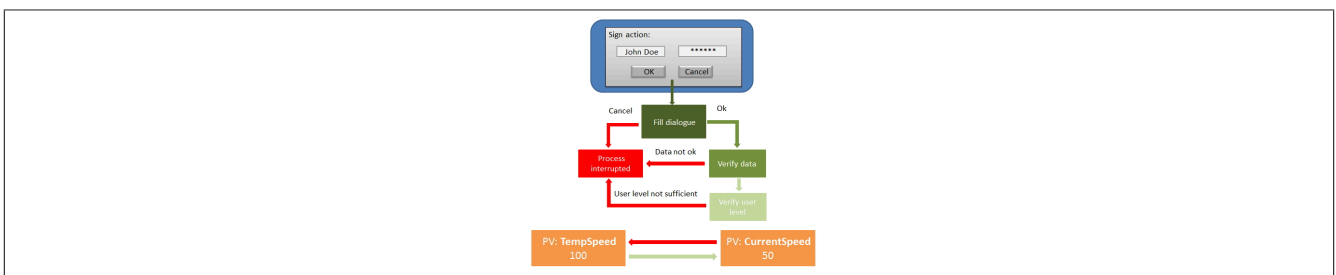 Sign action:
John Doe ******
OK Cancel
Cancel Ok
Fill dialogue
Data not ok
Process
interrupted
Verify data
User level not sufficient
Verify user
level
PV: TempSpeed
100
PV: CurrentSpeed
50